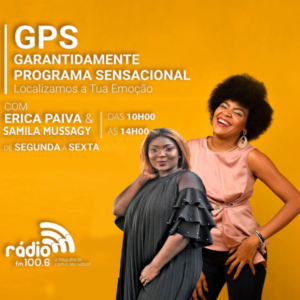 GPS
GARANTIDAMENTE
PROGRAMA SENSACIONAL
Localizamos a Tua Emoção
COM
ERICA PAIVA &
SAMILA MUSSAGY
DAS 10H00
ÀS 14H00
DE SEGUNDA À SEXTA
rádio
fm 100.6